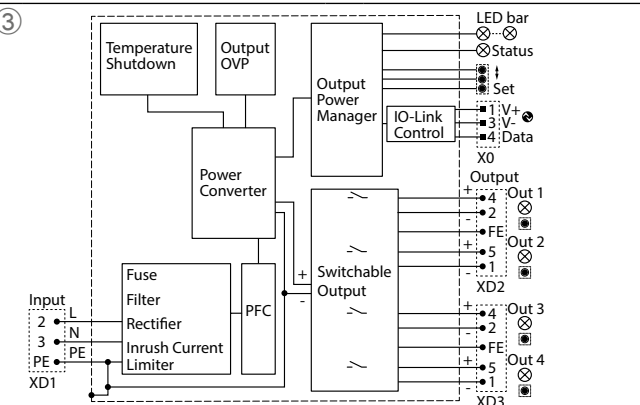 3
LED bar
Status
Set
Temperature
Shutdown
Output
OVP
Output
Power
Manager
IO-Link
Control
1 V+
3 V-
4 Data
X0
Power
Converter
Output
+ 4 Out 1
- 2
FE
+ 5 Out 2
- 1
XD2
+
-
Switchable
Output
Fuse
Filter
Rectifier
Inrush Current
Limiter
PFC
Input
2 L
3 N
PE PE
XD1
+ 4 Out 3
- 2
FE
+ 5 Out 4
- 1
XD3